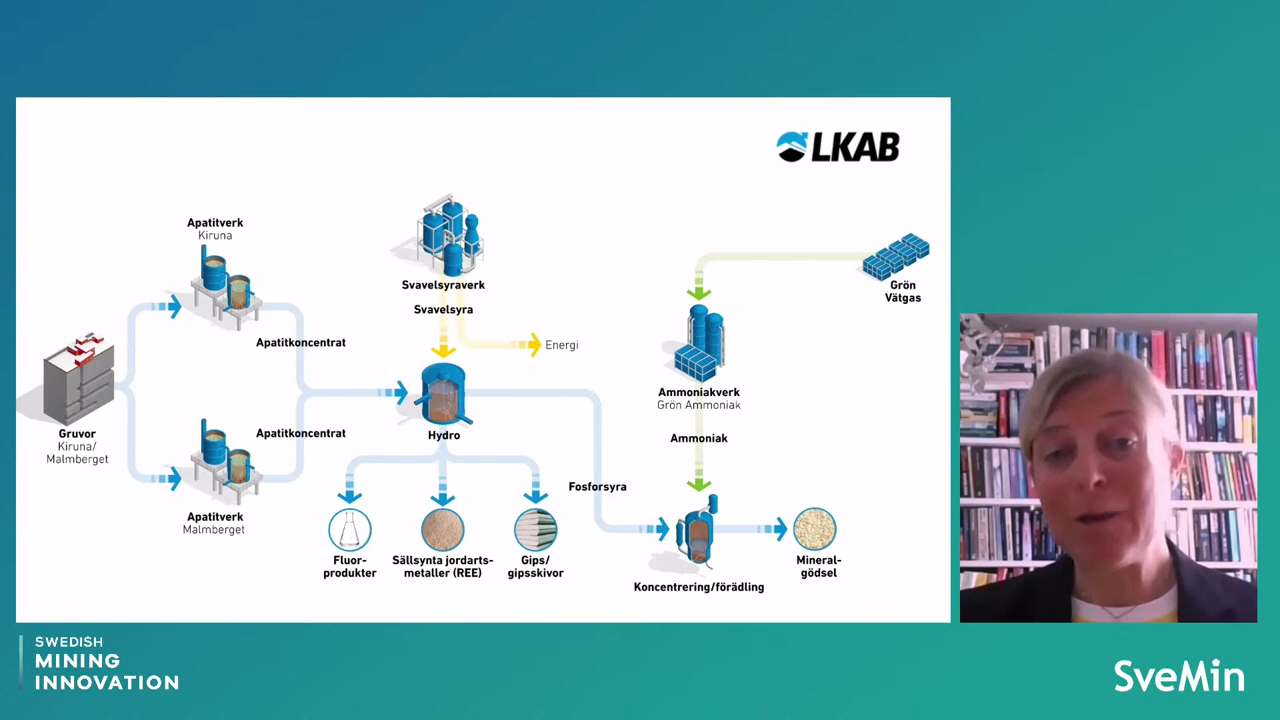 LKAB
Apatitverk
Kiruna
Svavelsyraverk
Svavelsyra
Energi
Grön
Vätgas
Apatitkoncentrat
Gruvor
Kiruna/
Malmberget
Apatitkoncentrat
Hydro
Ammoniakverk
Grön Ammoniak
Ammoniak
Apatitverk
Malmberget
Fosforsyra
Fluor-
produkter
Sällsynta jordarts-
metaller (REE)
Gips/
gipsskivor
Koncentrering/förädling
Mineral-
gödsel
SWEDISH
MINING
INNOVATION
SveMin